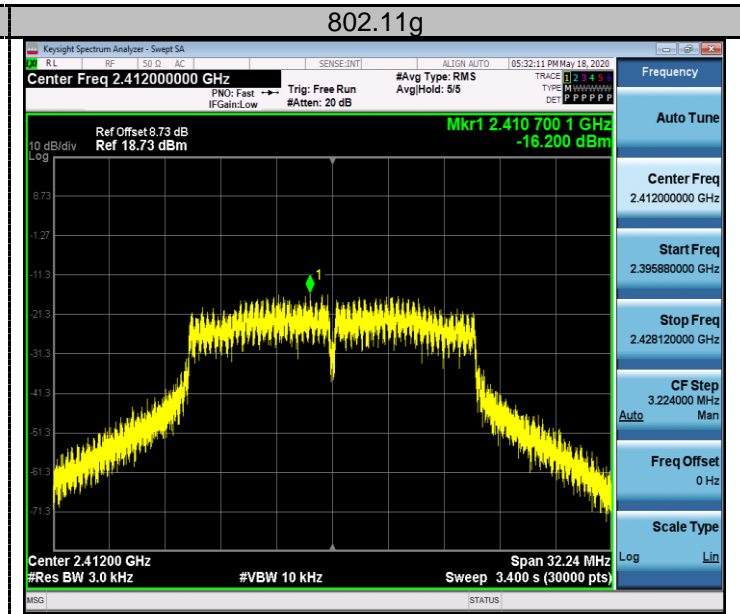 802.11g
Keysight Spectrum Analyzer - Swept SA
RL RF 50 Ω AC SENSE:INT ALIGN AUTO 05:32:11 PM May 18, 2020
Center Freq 2.412000000 GHz
PNO: Fast
IFGain:Low
Trig: Free Run
#Atten: 20 dB
#Avg Type: RMS
Avg|Hold: 5/5
TRACE 1 2 3 4 5 6
TYPE M WWWWW
DET P P P P P P
Frequency
Auto Tune
Ref Offset 8.73 dB
10 dB/div Ref 18.73 dBm
Log
Mkr1 2.410 700 1 GHz
-16.200 dBm
8.73
-1.27
-11.3
-21.3
-31.3
-41.3
-51.3
-61.3
-71.3
1
Center Freq
2.412000000 GHz
Start Freq
2.395880000 GHz
Stop Freq
2.428120000 GHz
CF Step
3.224000 MHz
Auto Man
Freq Offset
0 Hz
Scale Type
Log Lin
Center 2.41200 GHz Span 32.24 MHz
#Res BW 3.0 kHz #VBW 10 kHz Sweep 3.400 s (30000 pts)
MSG STATUS